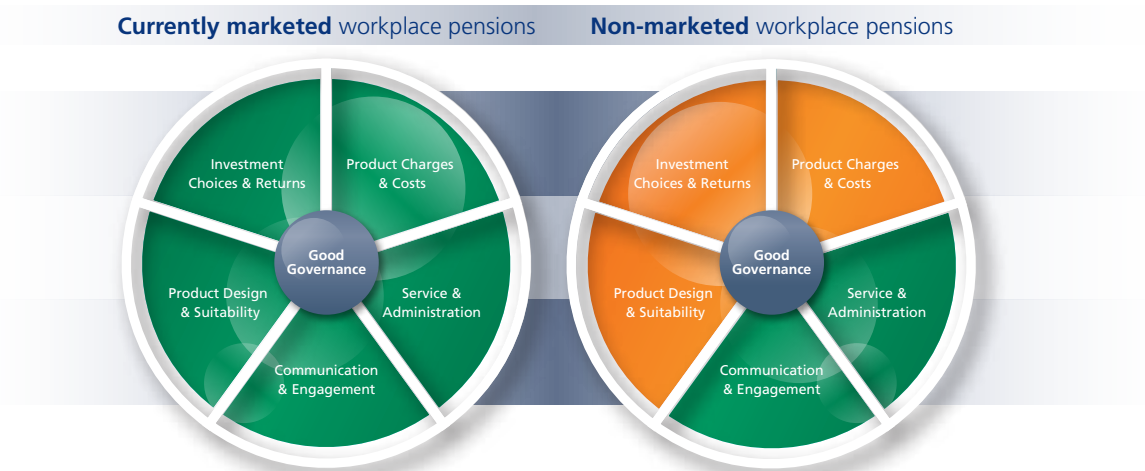 Currently marketed workplace pensions
Non-marketed workplace pensions
Investment
Choices & Returns
Product Charges
& Costs
Good
Governance
Product Design
& Suitability
Service &
Administration
Communication
& Engagement
Investment
Choices & Returns
Product Charges
& Costs
Good
Governance
Product Design
& Suitability
Service &
Administration
Communication
& Engagement